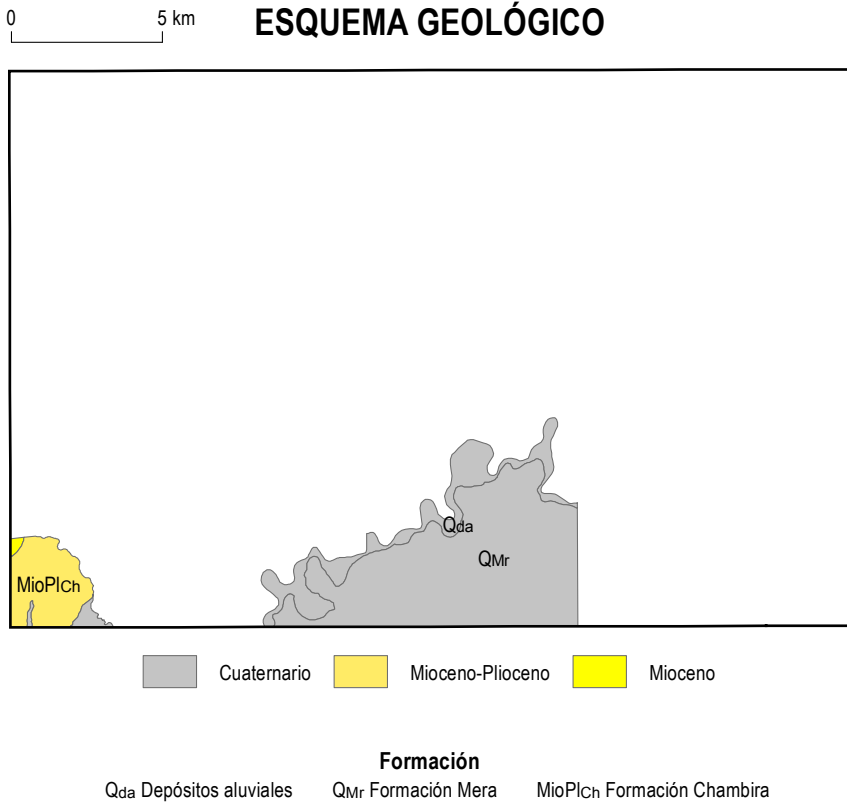 0 5 km
ESQUEMA GEOLÓGICO
Qda
QMr
MioPlCh
Cuaternario Mioceno-Plioceno Mioceno
Formación
Qda Depósitos aluviales QMr Formación Mera MioPlCh Formación Chambira